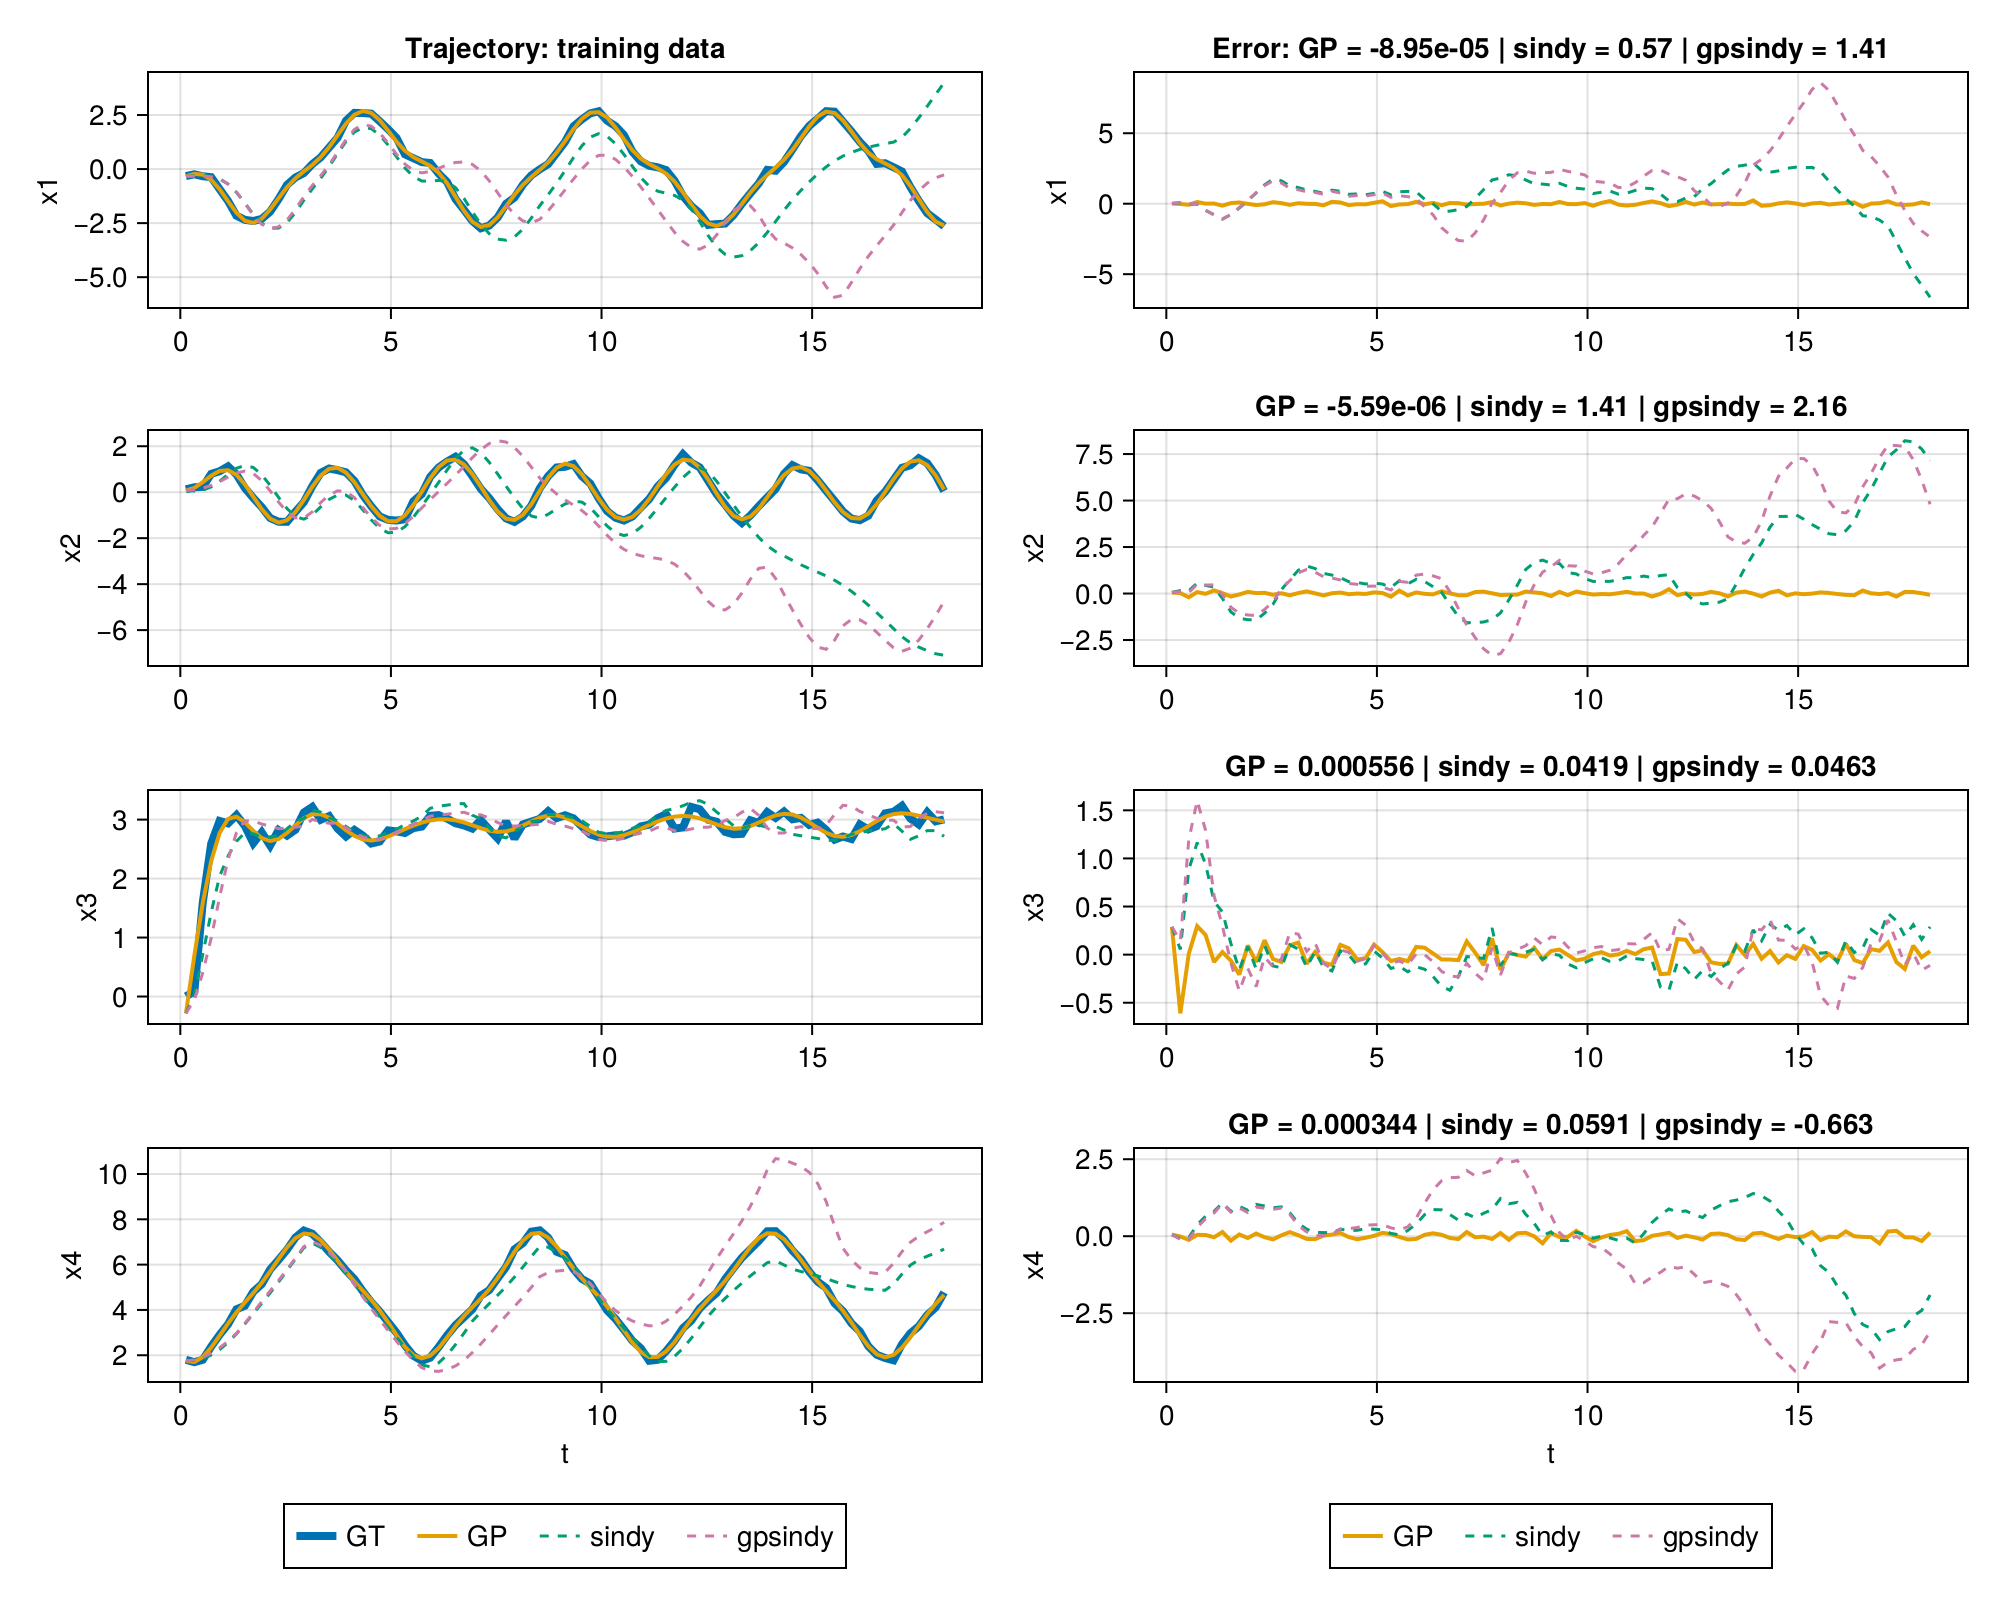 Trajectory: training data
x1
2.5
0.0
−2.5
−5.0
0 5 10 15
Error: GP = -8.95e-05 | sindy = 0.57 | gpsindy = 1.41
x1
5
0
−5
0 5 10 15
x2
2
0
−2
−4
−6
0 5 10 15
GP = -5.59e-06 | sindy = 1.41 | gpsindy = 2.16
x2
7.5
5.0
2.5
0.0
−2.5
0 5 10 15
x3
3
2
1
0
0 5 10 15
GP = 0.000556 | sindy = 0.0419 | gpsindy = 0.0463
x3
1.5
1.0
0.5
0.0
−0.5
0 5 10 15
x4
10
8
6
4
2
0 5 10 15
t
GP = 0.000344 | sindy = 0.0591 | gpsindy = -0.663
x4
2.5
0.0
−2.5
0 5 10 15
t
GT GP sindy gpsindy
GP sindy gpsindy